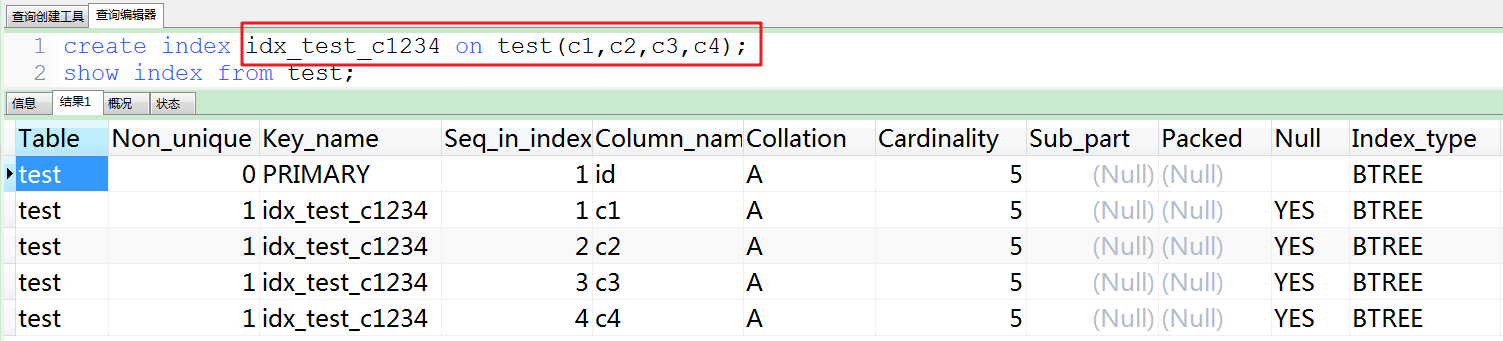 查询创建工具 查询编辑器
1 create index idx_test_c1234 on test(c1,c2,c3,c4);
2 show index from test;
信息 结果1 概况 状态
Table Non_unique Key_name Seq_in_index Column_nam Collation Cardinality Sub_part Packed Null Index_type
test 0 PRIMARY 1 id A 5 (Null) (Null) BTREE
test 1 idx_test_c1234 1 c1 A 5 (Null) (Null) YES BTREE
test 1 idx_test_c1234 2 c2 A 5 (Null) (Null) YES BTREE
test 1 idx_test_c1234 3 c3 A 5 (Null) (Null) YES BTREE
test 1 idx_test_c1234 4 c4 A 5 (Null) (Null) YES BTREE